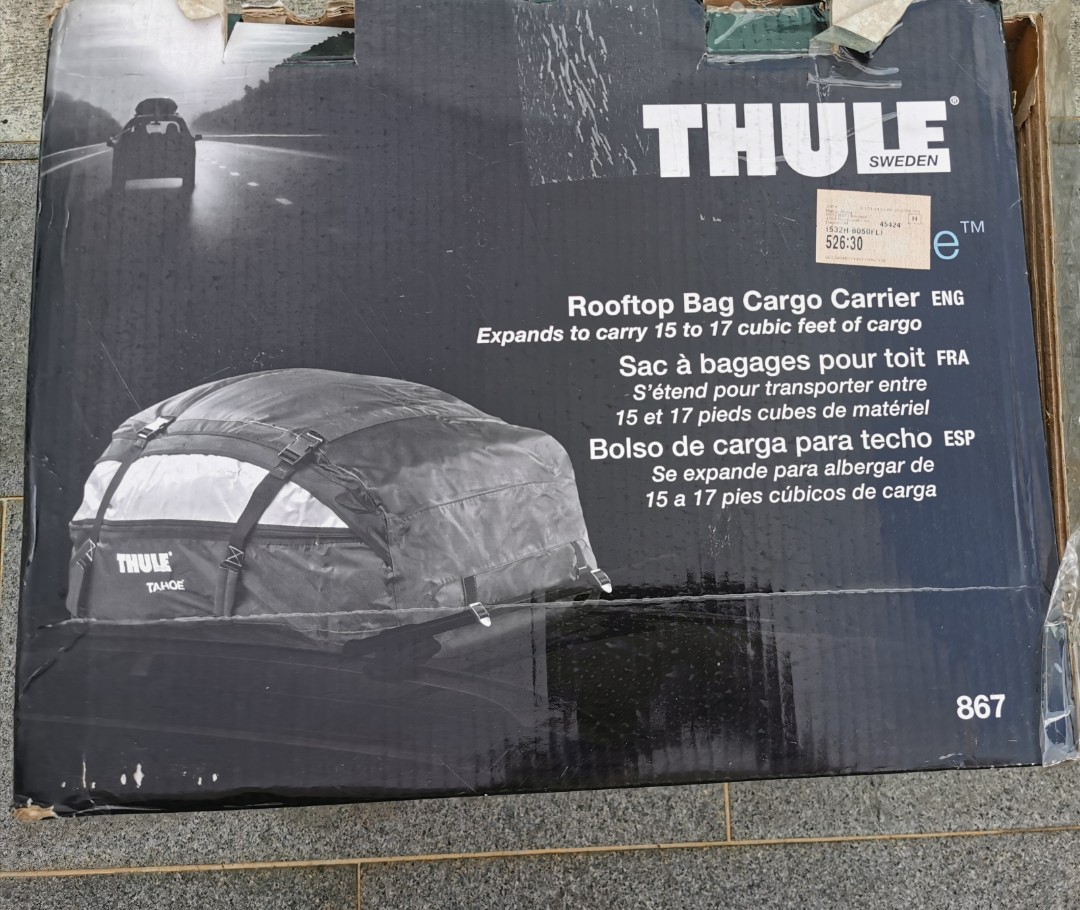 THULE®
SWEDEN
45424
H
526:30
e™
Rooftop Bag Cargo Carrier ENG
Expands to carry 15 to 17 cubic feet of cargo
Sac à bagages pour toit FRA
S'étend pour transporter entre
15 et 17 pieds cubes de matériel
Bolso de carga para techo ESP
Se expande para albergar de
15 a 17 pies cúbicos de carga
THULE®
TAHOE
867